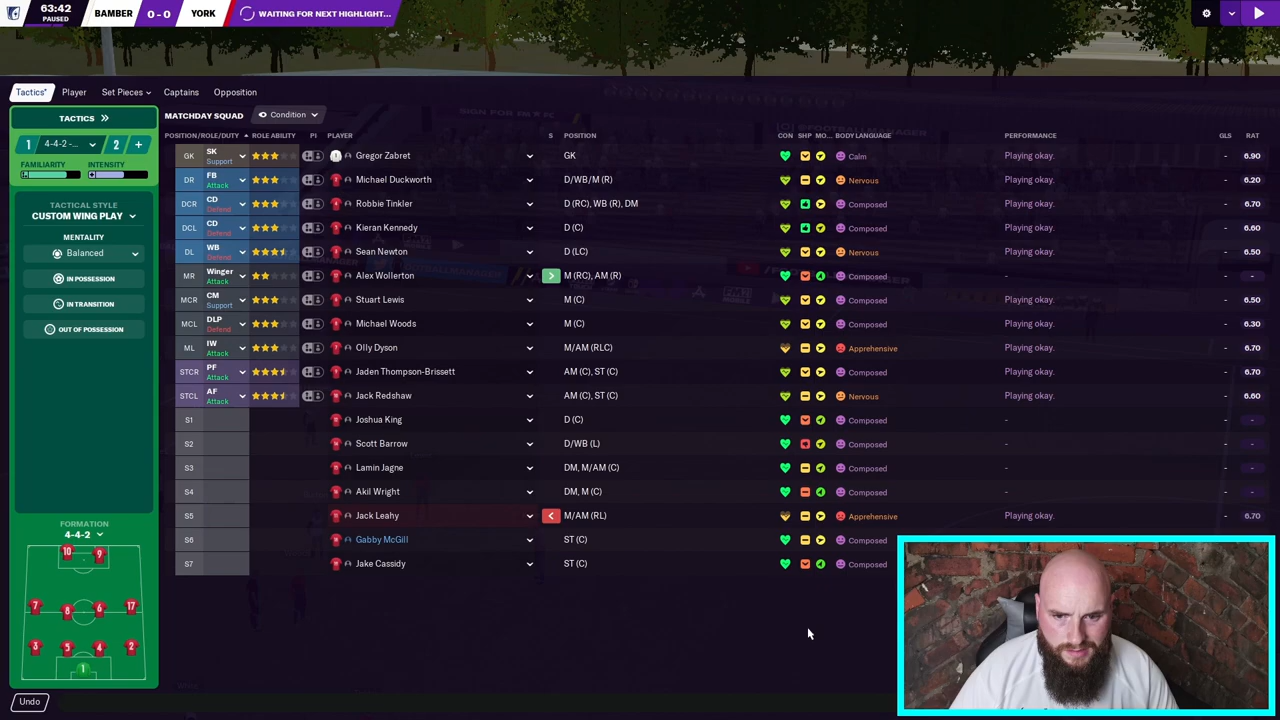 63:42
PAUSED
BAMBER 0 - 0 YORK
WAITING FOR NEXT HIGHLIGHT...
Tactics* Player Set Pieces Captains Opposition
TACTICS
1 4-4-2 -... 2 +
FAMILIARITY INTENSITY
TACTICAL STYLE
CUSTOM WING PLAY
MENTALITY
Balanced
IN POSSESSION
IN TRANSITION
OUT OF POSSESSION
FORMATION
4-4-2
10 9
7 8 6 17
3 5 4 2
1
Undo
MATCHDAY SQUAD Condition
POSITION/ROLE/DUTY ROLE ABILITY PI PLAYER S POSITION CON SHP MO... BODY LANGUAGE PERFORMANCE GLS RAT
GK SK Support Gregor Zabret GK Calm Playing okay. - 6.90
DR FB Attack Michael Duckworth D/WB/M (R) Nervous Playing okay. - 6.20
DCR CD Defend Robbie Tinkler D (RC), WB (R), DM Composed Playing okay. - 6.70
DCL CD Defend Kieran Kennedy D (C) Composed Playing okay. - 6.60
DL WB Attack Sean Newton D (LC) Nervous Playing okay. - 6.50
MR Winger Attack Alex Wollerton M (RC), AM (R) Composed - - -
MCR CM Support Stuart Lewis M (C) Composed Playing okay. - 6.50
MCL DLP Defend Michael Woods M (C) Composed Playing okay. - 6.30
ML IW Attack Olly Dyson M/AM (RLC) Apprehensive Playing okay. - 6.70
STCR PF Attack Jaden Thompson-Brissett AM (C), ST (C) Composed Playing okay. - 6.70
STCL AF Attack Jack Redshaw AM (C), ST (C) Nervous Playing okay. - 6.60
S1 Joshua King D (C) Composed - - -
S2 Scott Barrow D/WB (L) Composed - - -
S3 Lamin Jagne DM, M/AM (C) Composed - - -
S4 Akil Wright DM, M (C) Composed - - -
S5 Jack Leahy M/AM (RL) Apprehensive Playing okay. - 6.70
S6 Gabby McGill ST (C) Composed
S7 Jake Cassidy ST (C) Composed